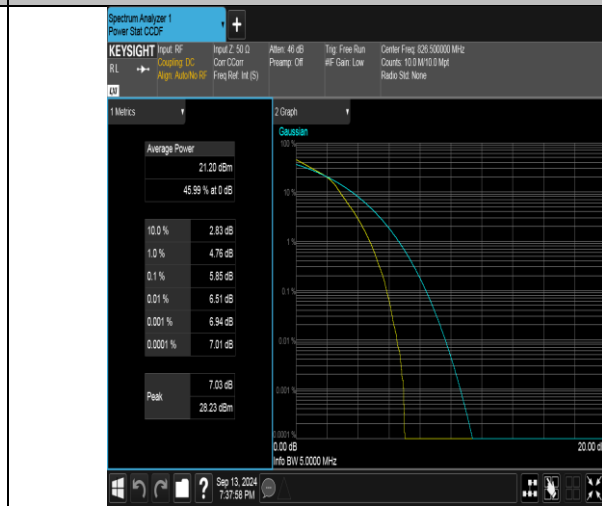 Spectrum Analyzer 1
Power Stat CCDF
+
KEYSIGHT Input: RF Input Z: 50 Ω Atten: 46 dB Trig: Free Run Center Freq: 826.500000 MHz
RL Coupling: DC Corr CCorr Preamp: Off #IF Gain: Low Counts: 10.0 M/10.0 Mpt
Align: Auto/No RF Freq Ref: Int (S) Radio Std: None
LXI
1 Metrics
Average Power
21.20 dBm
45.99 % at 0 dB
10.0 % 2.83 dB
1.0 % 4.76 dB
0.1 % 5.85 dB
0.01 % 6.51 dB
0.001 % 6.94 dB
0.0001 % 7.01 dB
Peak 7.03 dB
28.23 dBm
2 Graph
Gaussian
100 %
10 %
1 %
0.1 %
0.01 %
0.001 %
0.0001 %
0.00 dB 20.00 dB
Info BW 5.0000 MHz
? Sep 13, 2024
7:37:58 PM